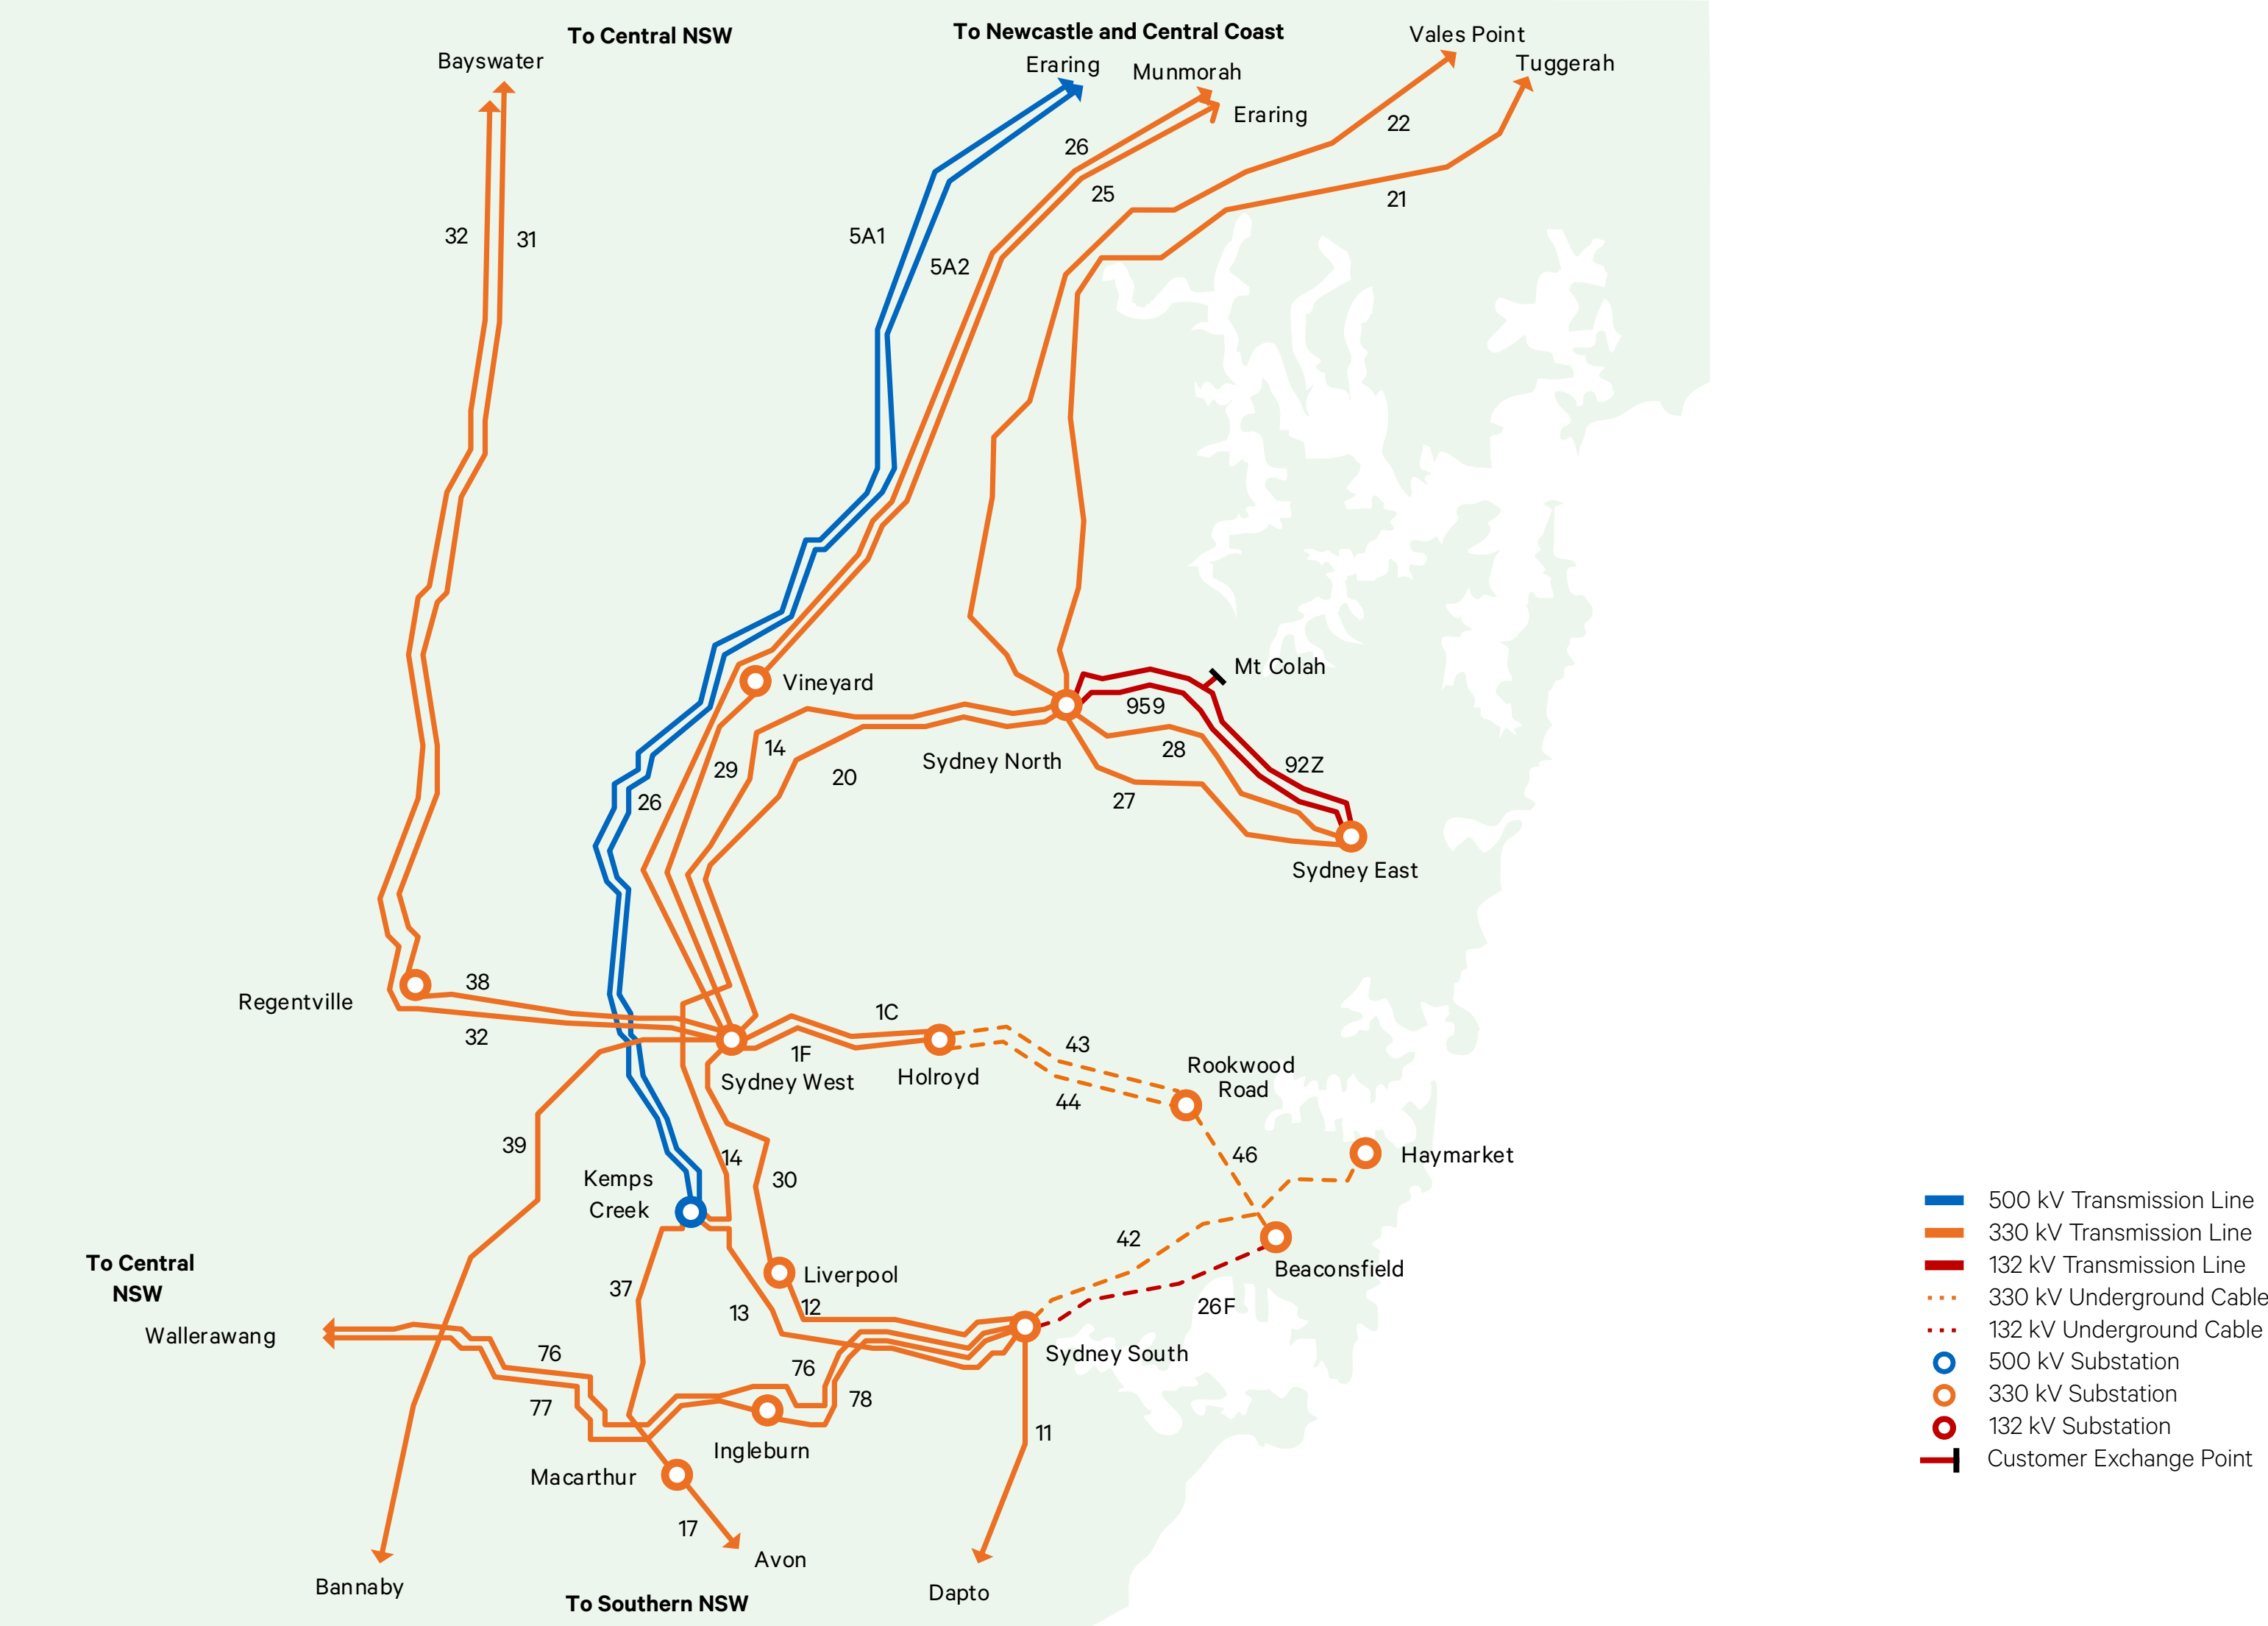 To Central NSW
To Newcastle and Central Coast
Vales Point
Bayswater
Eraring
Munmorah
Tuggerah
Eraring
22
26
25
21
32
31
5A1
5A2
Mt Colah
Vineyard
959
14
28
Sydney North
29
20
92Z
26
27
Sydney East
38
Regentville
1C
32
43
1F
Rookwood
Road
Sydney West
Holroyd
44
39
14
46
Haymarket
Kemps
Creek
30
42
To Central
NSW
Liverpool
Beaconsfield
37
13
12
26F
Wallerawang
76
76
Sydney South
77
78
11
Ingleburn
Macarthur
17
Avon
Bannaby
Dapto
To Southern NSW
500 kV Transmission Line
330 kV Transmission Line
132 kV Transmission Line
330 kV Underground Cable
132 kV Underground Cable
500 kV Substation
330 kV Substation
132 kV Substation
Customer Exchange Point